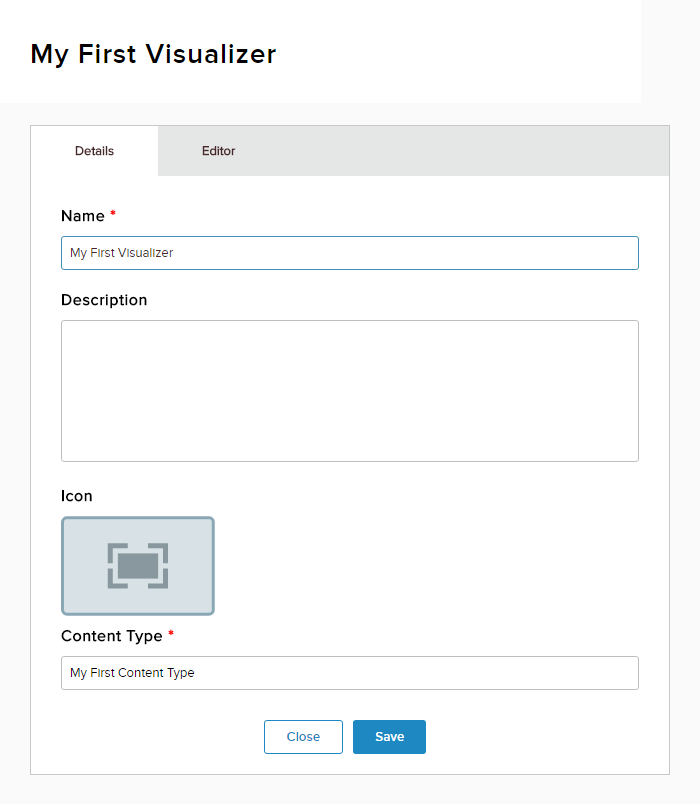 My First Visualizer
Details Editor
Name *
My First Visualizer
Description
Icon
Content Type *
My First Content Type
Close Save